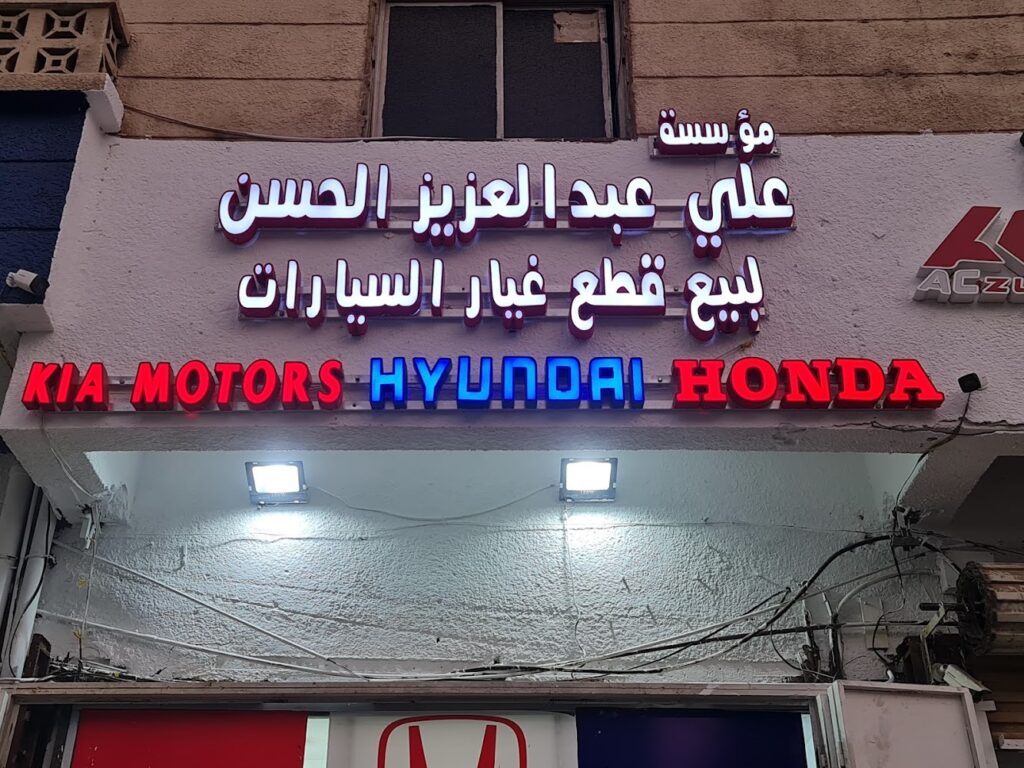 مؤسسة
علي عبدالعزيز الحسن
لبيع قطع غيار السيارات
KIA MOTORS HYUNDAI HONDA